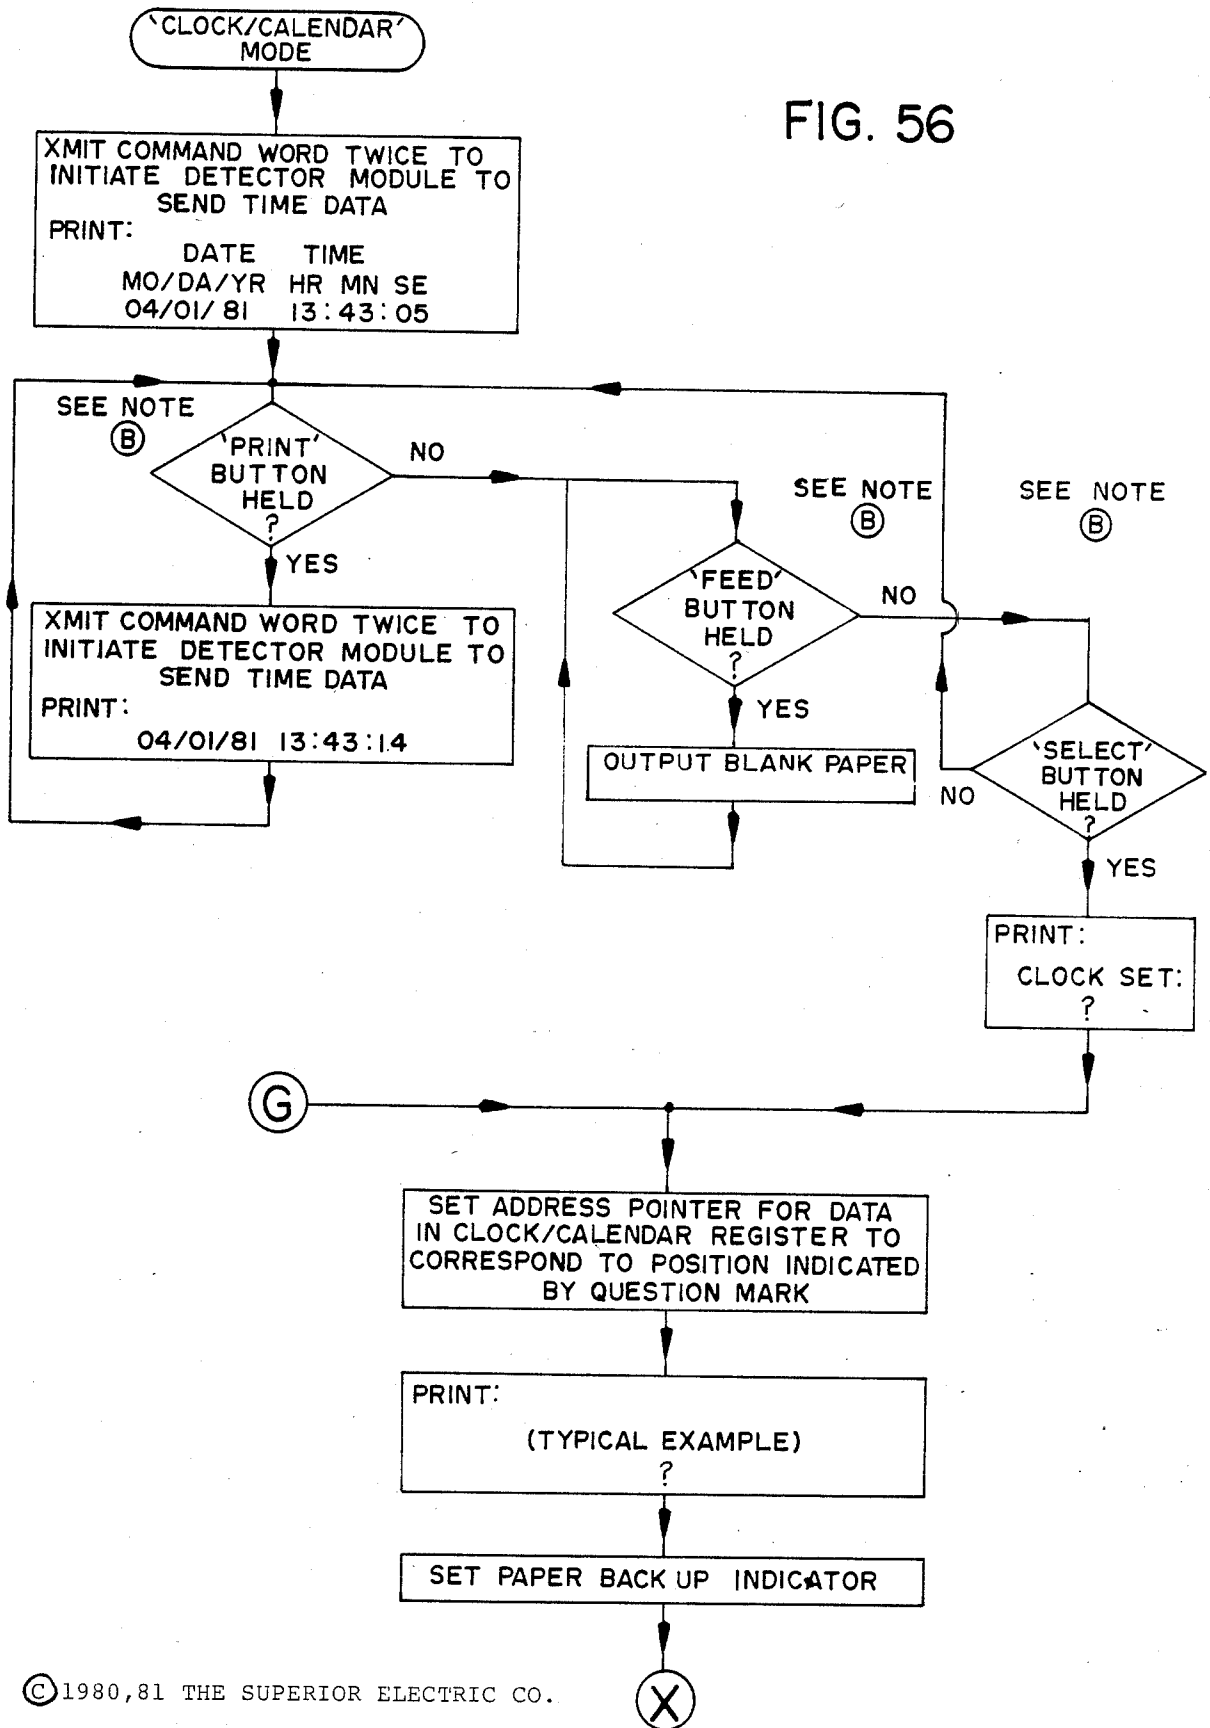 'CLOCK/CALENDAR'
MODE
FIG. 56
XMIT COMMAND WORD TWICE TO
INITIATE DETECTOR MODULE TO
SEND TIME DATA
PRINT:
DATE TIME
MO/DA/YR HR MN SE
04/01/81 13:43:05
SEE NOTE
B
'PRINT'
BUTTON
HELD
?
NO
YES
XMIT COMMAND WORD TWICE TO
INITIATE DETECTOR MODULE TO
SEND TIME DATA
PRINT:
04/01/81 13:43:14
SEE NOTE
B
'FEED'
BUTTON
HELD
?
NO
YES
OUTPUT BLANK PAPER
SEE NOTE
B
'SELECT'
BUTTON
HELD
?
NO
YES
PRINT:
CLOCK SET:
?
G
SET ADDRESS POINTER FOR DATA
IN CLOCK/CALENDAR REGISTER TO
CORRESPOND TO POSITION INDICATED
BY QUESTION MARK
PRINT:
(TYPICAL EXAMPLE)
?
SET PAPER BACK UP INDICATOR
X
© 1980,81 THE SUPERIOR ELECTRIC CO.